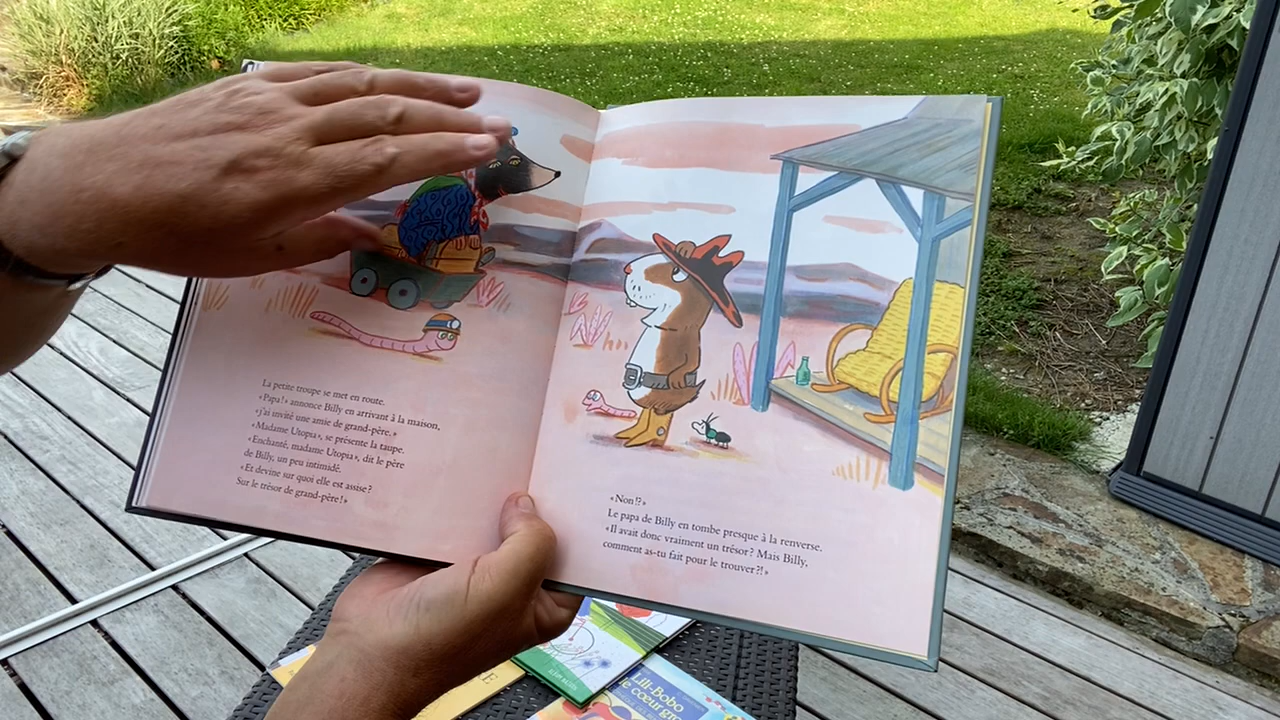 La petite troupe se met en route.
« Papa ! » annonce Billy en arrivant à la maison,
« j'ai invité une amie de grand-père. »
« Madame Utopia », se présente la taupe.
« Enchanté, madame Utopia », dit le père
de Billy, un peu intimidé.
« Et devine sur quoi elle est assise ?
Sur le trésor de grand-père ! »
« Non !? »
Le papa de Billy en tombe presque à la renverse.
« Il avait donc vraiment un trésor ? Mais Billy,
comment as-tu fait pour le trouver ?! »
Lili-Bobo
le cœur gro